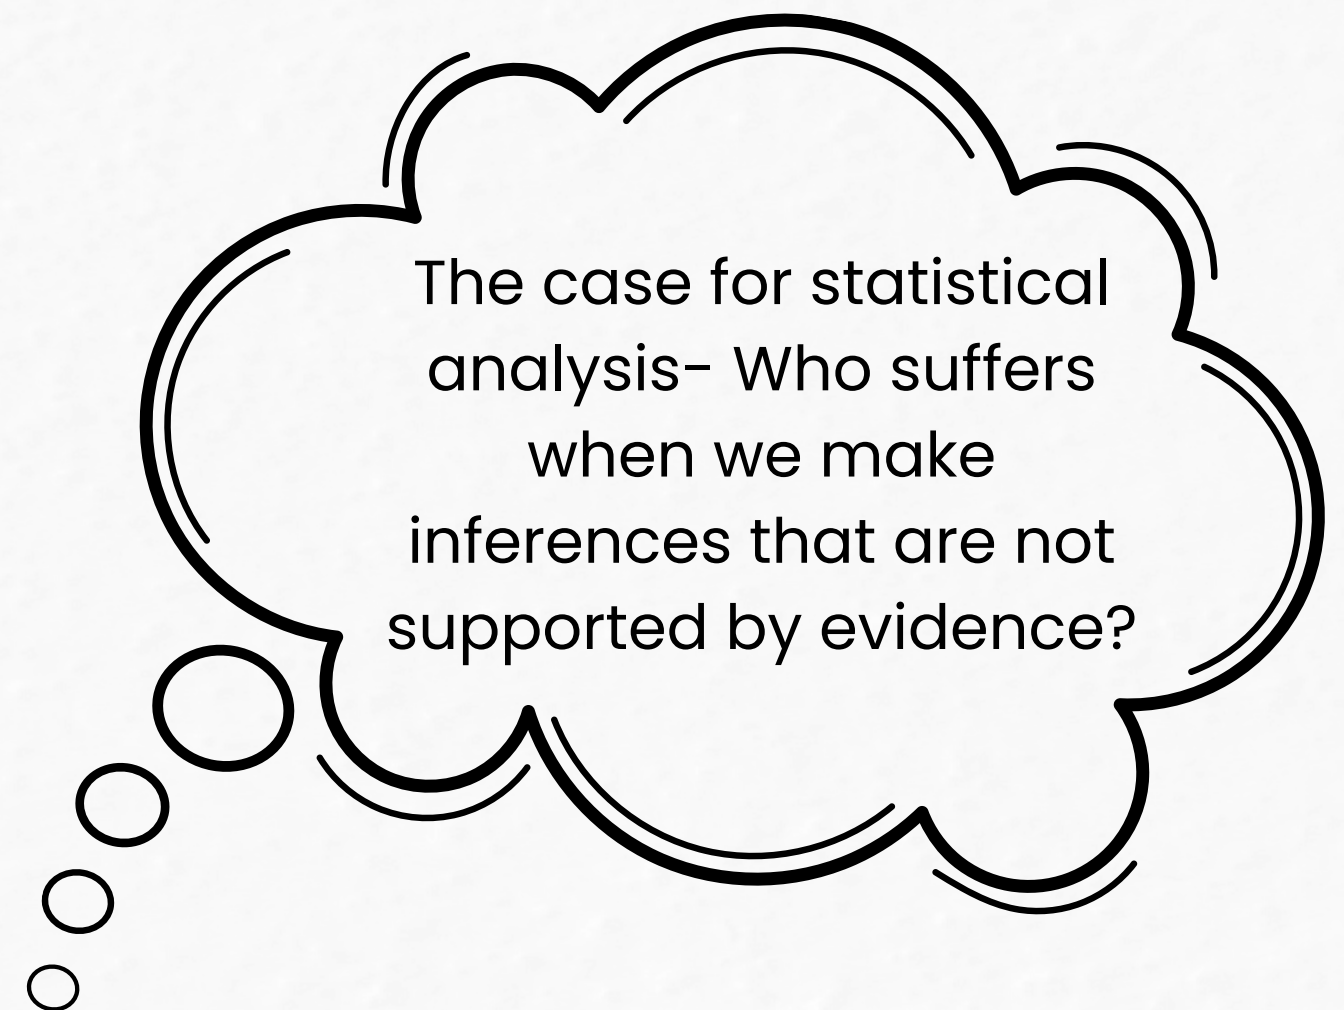 The case for statistical
analysis- Who suffers
when we make
inferences that are not
supported by evidence?